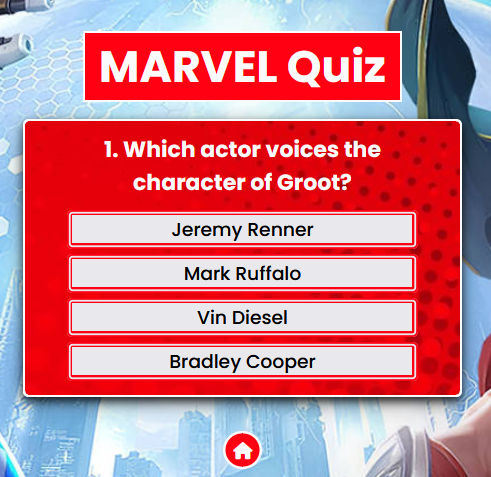 MARVEL Quiz
1. Which actor voices the
character of Groot?
Jeremy Renner
Mark Ruffalo
Vin Diesel
Bradley Cooper